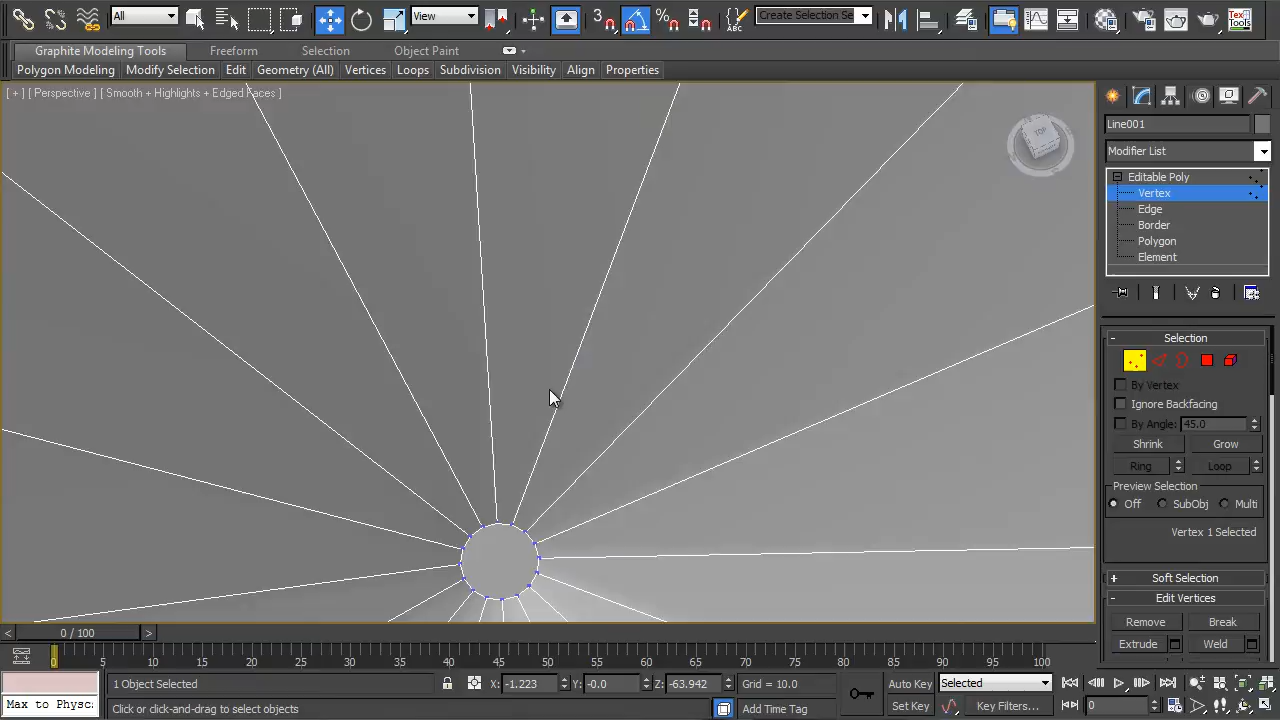 All
View
3
Create Selection Se
Tex Tools
Graphite Modeling Tools Freeform Selection Object Paint
Polygon Modeling Modify Selection Edit Geometry (All) Vertices Loops Subdivision Visibility Align Properties
[ + ] [ Perspective ] [ Smooth + Highlights + Edged Faces ]
TOP
Line001
Modifier List
Editable Poly
Vertex
Edge
Border
Polygon
Element
- Selection
By Vertex
Ignore Backfacing
By Angle: 45.0
Shrink Grow
Ring Loop
Preview Selection
Off SubObj Multi
Vertex 1 Selected
+ Soft Selection
- Edit Vertices
Remove Break
Extrude Weld
< 0 / 100 >
0 5 10 15 20 25 30 35 40 45 50 55 60 65 70 75 80 85 90 95 100
1 Object Selected X: -1.223 Y: -0.0 Z: -63.942 Grid = 10.0 Auto Key Selected
Max to Physc: Click or click-and-drag to select objects Add Time Tag Set Key Key Filters... 0